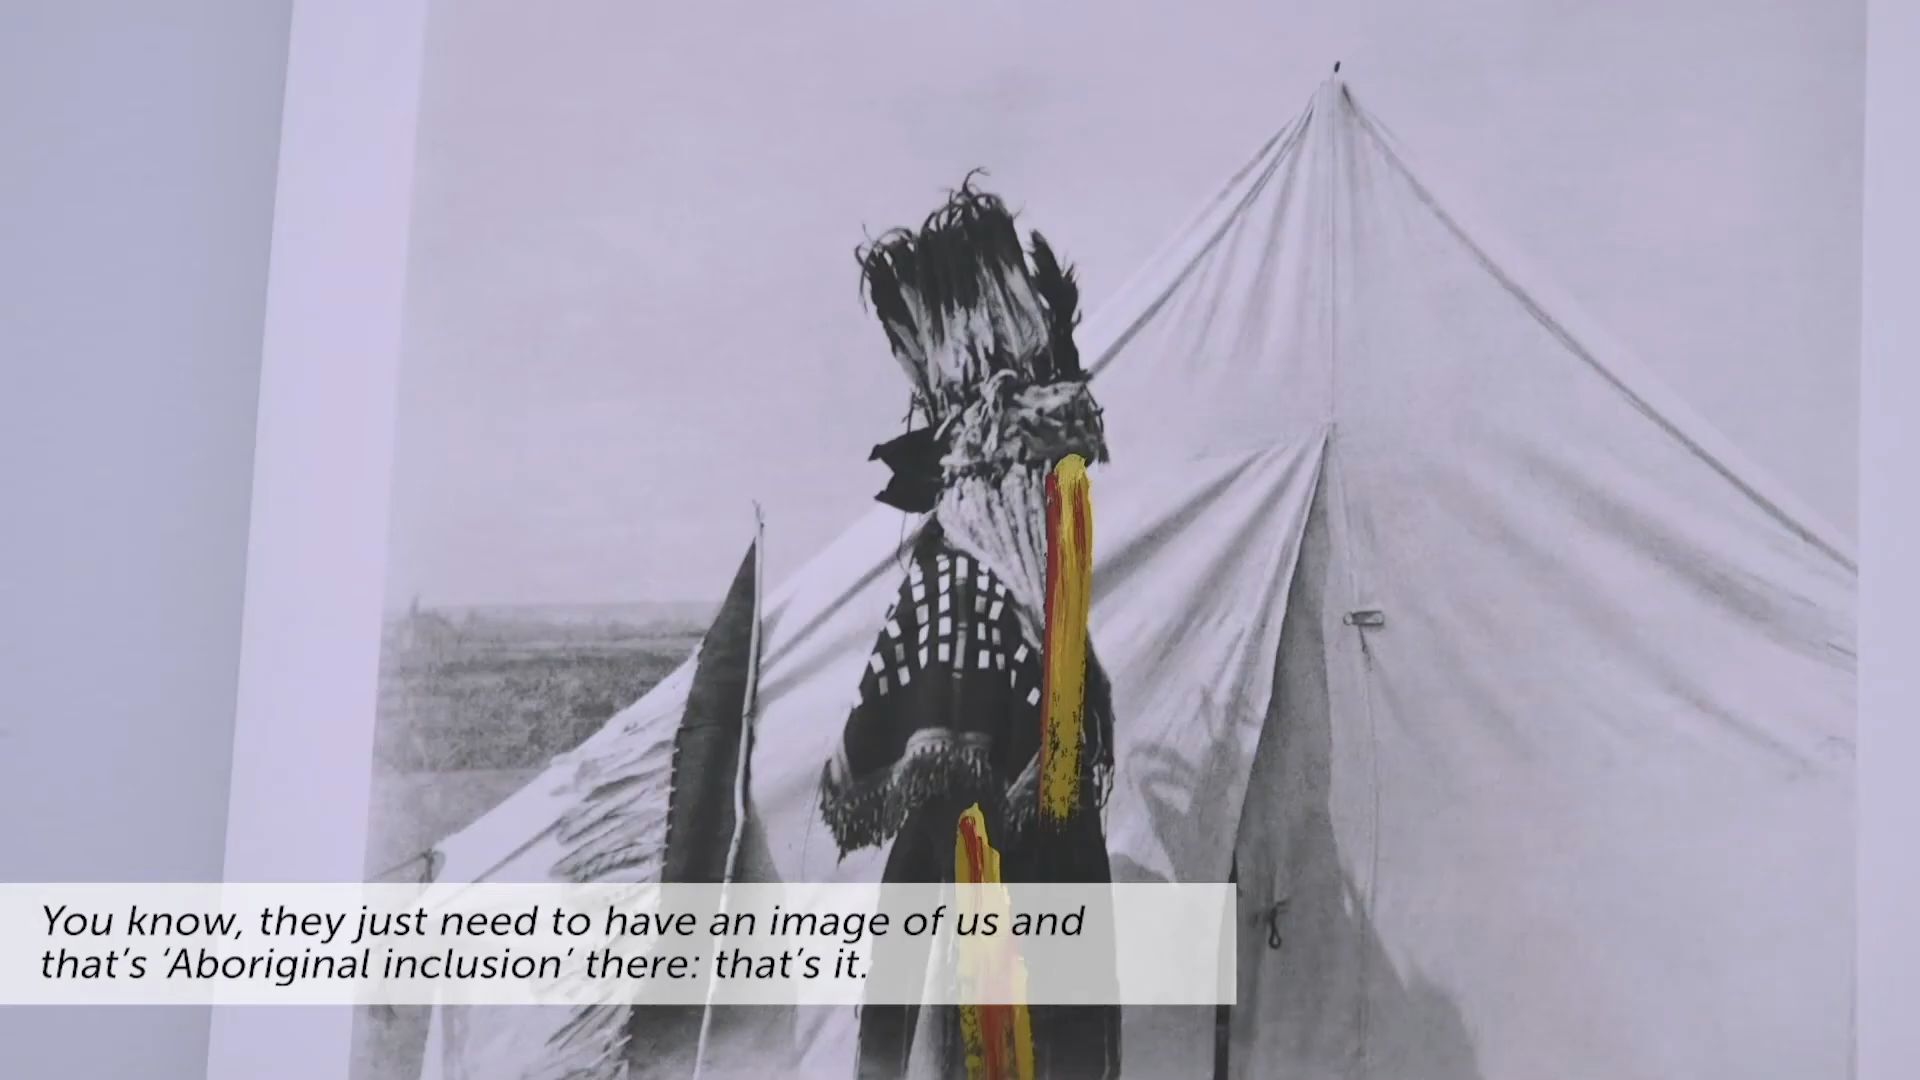 You know, they just need to have an image of us and
that's ‘Aboriginal inclusion’ there: that's it.